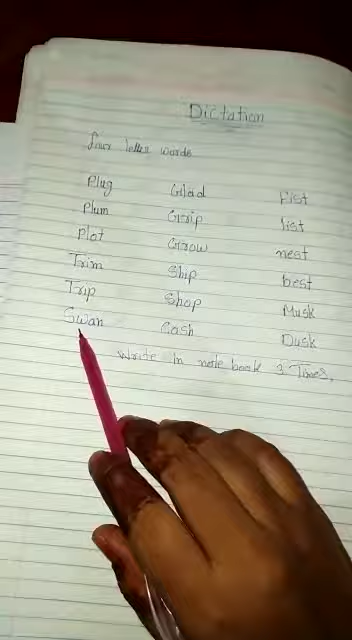 Dictation
four letter words
Plug Glad Fist
Plum Grip list
Plot Grow nest
Trim Ship best
Trip Shop Musk
Swan Cash Dusk
Write in note book 3 Times.